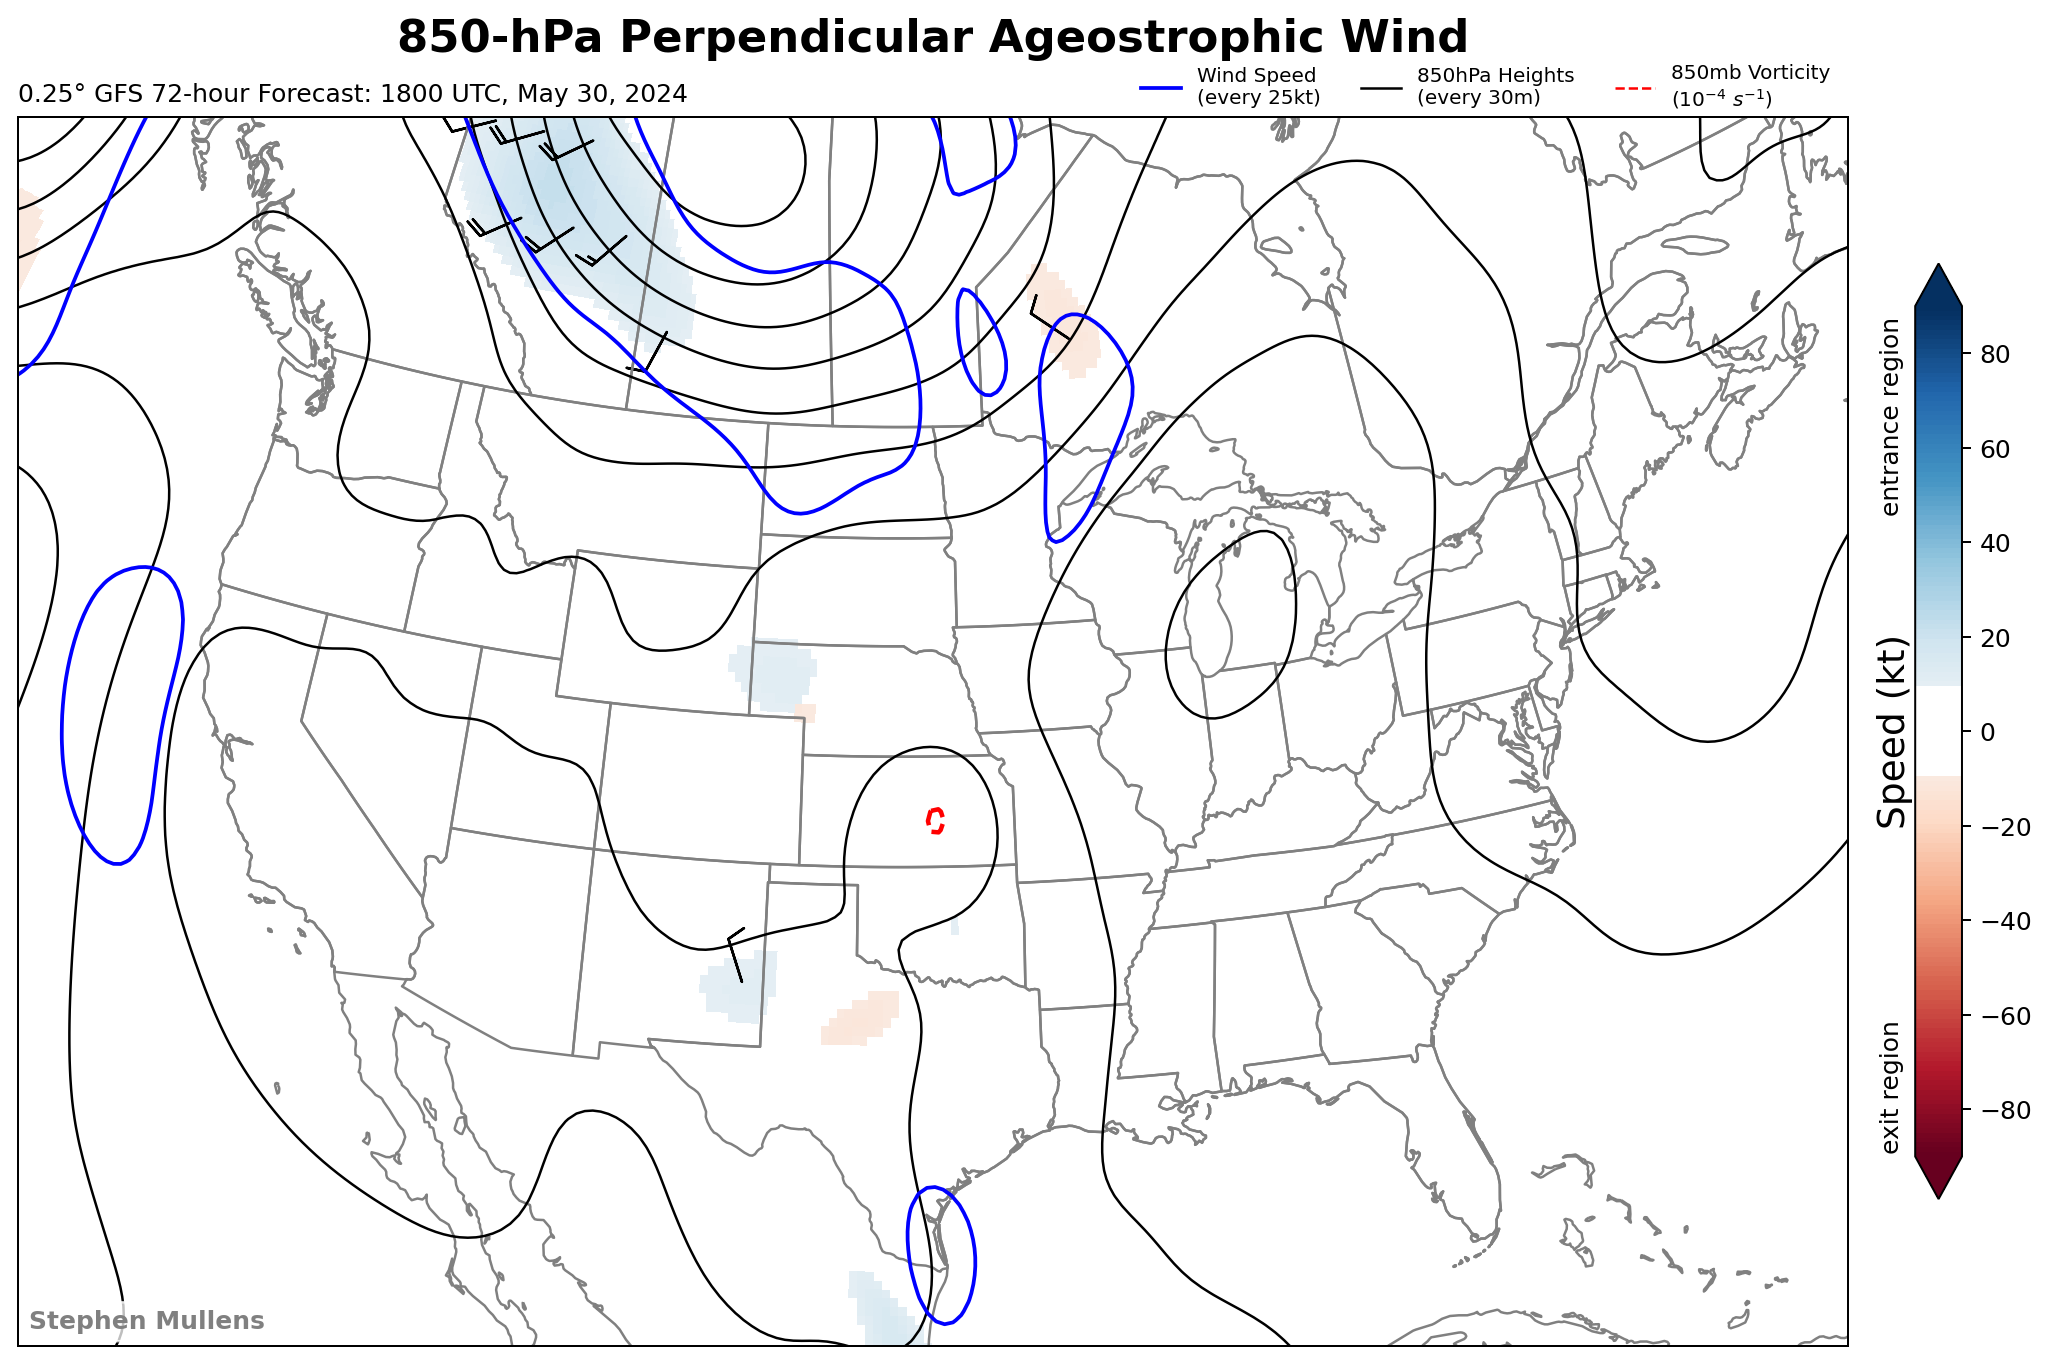 850-hPa Perpendicular Ageostrophic Wind
0.25° GFS 72-hour Forecast: 1800 UTC, May 30, 2024
Wind Speed
(every 25kt)
850hPa Heights
(every 30m)
850mb Vorticity
(10⁻⁴ s⁻¹)
entrance region
Speed (kt)
exit region
80
60
40
20
0
−20
−40
−60
−80
Stephen Mullens